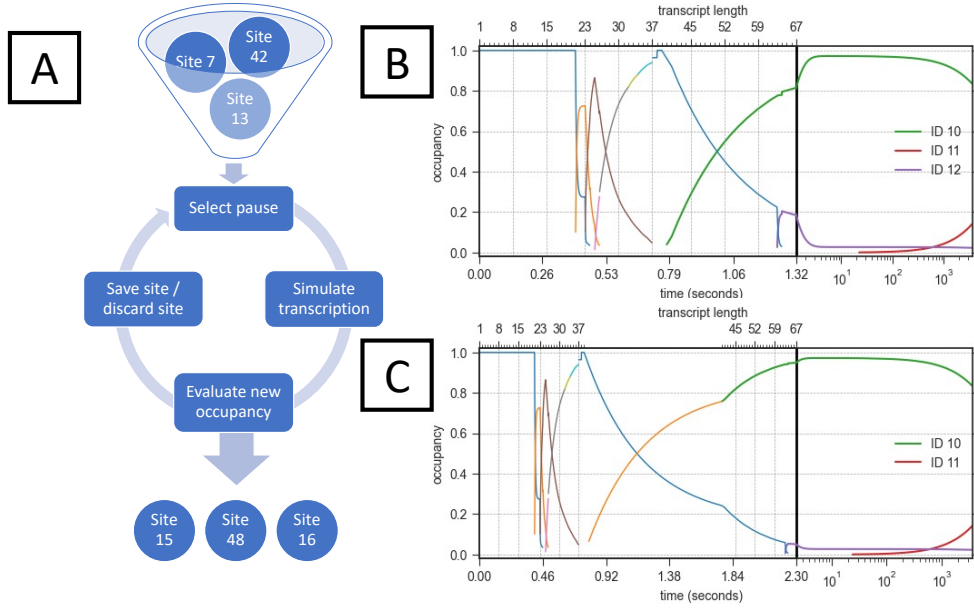 A
Site 7
Site
42
Site
13
Select pause
Save site /
discard site
Simulate
transcription
Evaluate new
occupancy
Site
15
Site
48
Site
16
B
transcript length
1 8 15 23 30 37 45 52 59 67
occupancy
1.0
0.8
0.6
0.4
0.2
0.0
ID 10
ID 11
ID 12
0.00 0.26 0.53 0.79 1.06 1.32 10¹ 10² 10³
time (seconds)
C
transcript length
1 8 15 23 30 37 45 52 59 67
occupancy
1.0
0.8
0.6
0.4
0.2
0.0
ID 10
ID 11
0.00 0.46 0.92 1.38 1.84 2.30 10¹ 10² 10³
time (seconds)